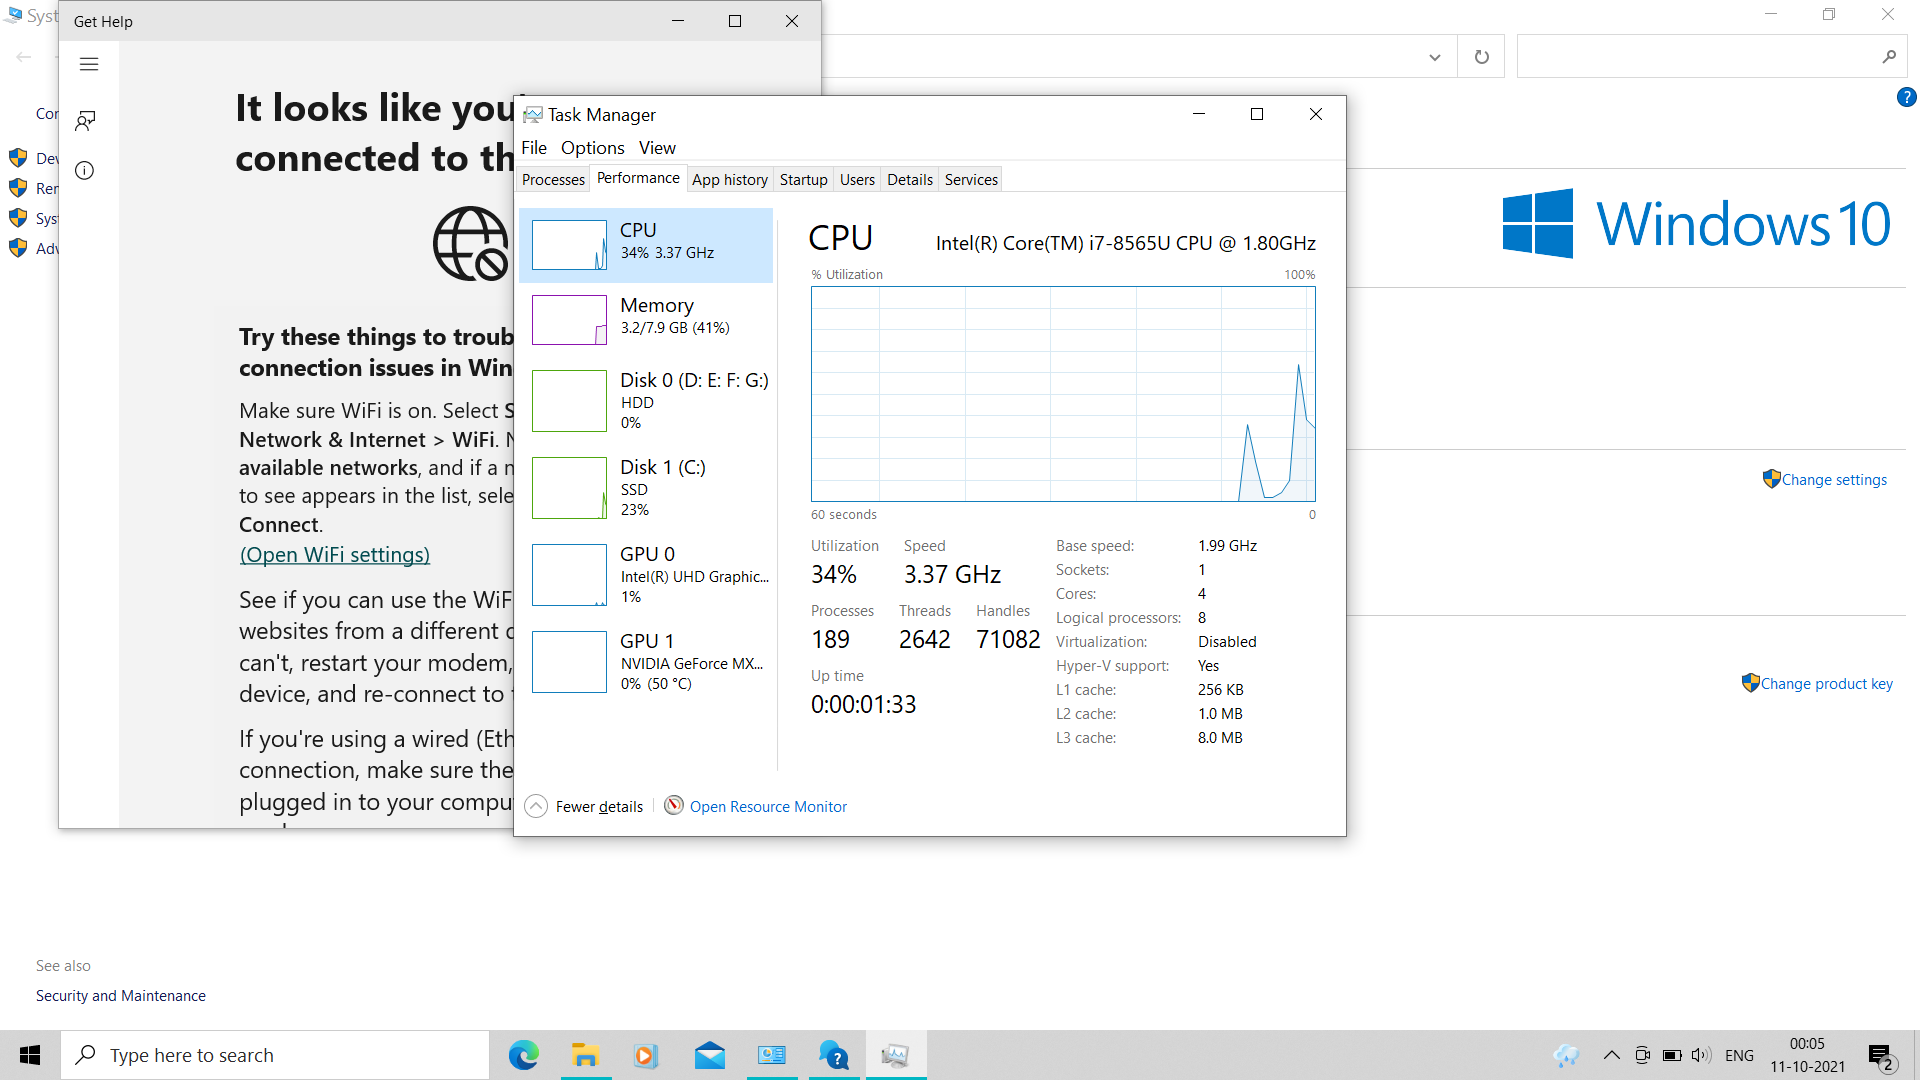 Syst
Get Help
Con
Dev
Rem
Syst
Adv
It looks like you'
connected to th
Try these things to troub
connection issues in Win
Make sure WiFi is on. Select S
Network & Internet > WiFi. N
available networks, and if a n
to see appears in the list, sele
Connect.
(Open WiFi settings)
See if you can use the WiF
websites from a different d
can't, restart your modem,
device, and re-connect to
If you're using a wired (Eth
connection, make sure the
plugged in to your compu
Task Manager
File Options View
Processes Performance App history Startup Users Details Services
CPU
34% 3.37 GHz
Memory
3.2/7.9 GB (41%)
Disk 0 (D: E: F: G:)
HDD
0%
Disk 1 (C:)
SSD
23%
GPU 0
Intel(R) UHD Graphic...
1%
GPU 1
NVIDIA GeForce MX...
0% (50 °C)
CPU Intel(R) Core(TM) i7-8565U CPU @ 1.80GHz
% Utilization 100%
60 seconds 0
Utilization Speed
34% 3.37 GHz
Processes Threads Handles
189 2642 71082
Up time
0:00:01:33
Base speed: 1.99 GHz
Sockets: 1
Cores: 4
Logical processors: 8
Virtualization: Disabled
Hyper-V support: Yes
L1 cache: 256 KB
L2 cache: 1.0 MB
L3 cache: 8.0 MB
Fewer details Open Resource Monitor
Windows 10
Change settings
Change product key
See also
Security and Maintenance
Type here to search
ENG
00:05
11-10-2021
2